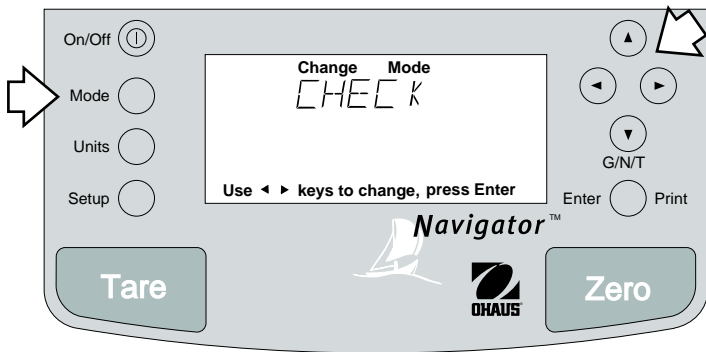 On/Off
Mode
Units
Setup
Change Mode
CHECK
Use ◄ ► keys to change, press Enter
G/N/T
Enter
Print
Navigator™
Tare
OHAUS®
Zero